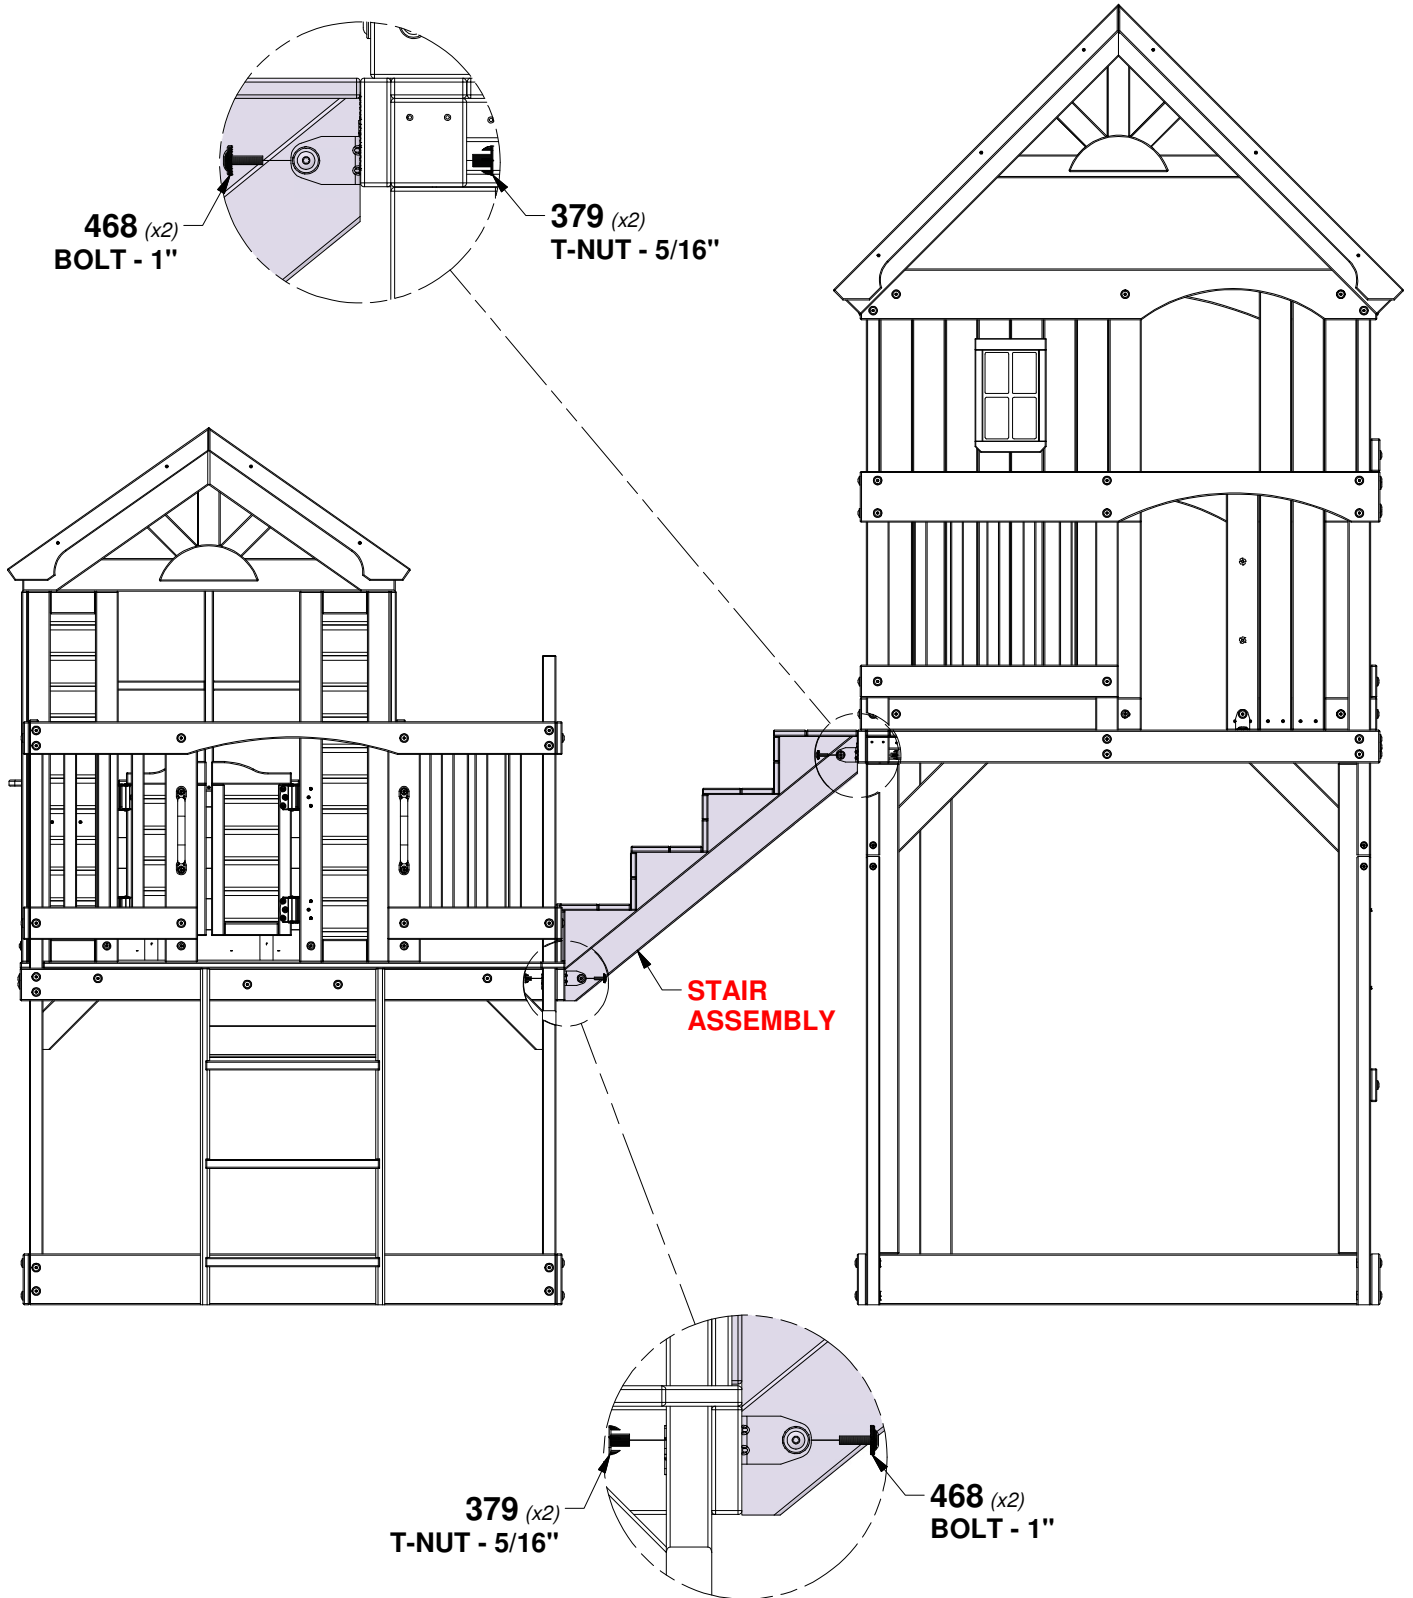 468 (x2)
BOLT - 1"
379 (x2)
T-NUT - 5/16"
STAIR
ASSEMBLY
379 (x2)
T-NUT - 5/16"
468 (x2)
BOLT - 1"